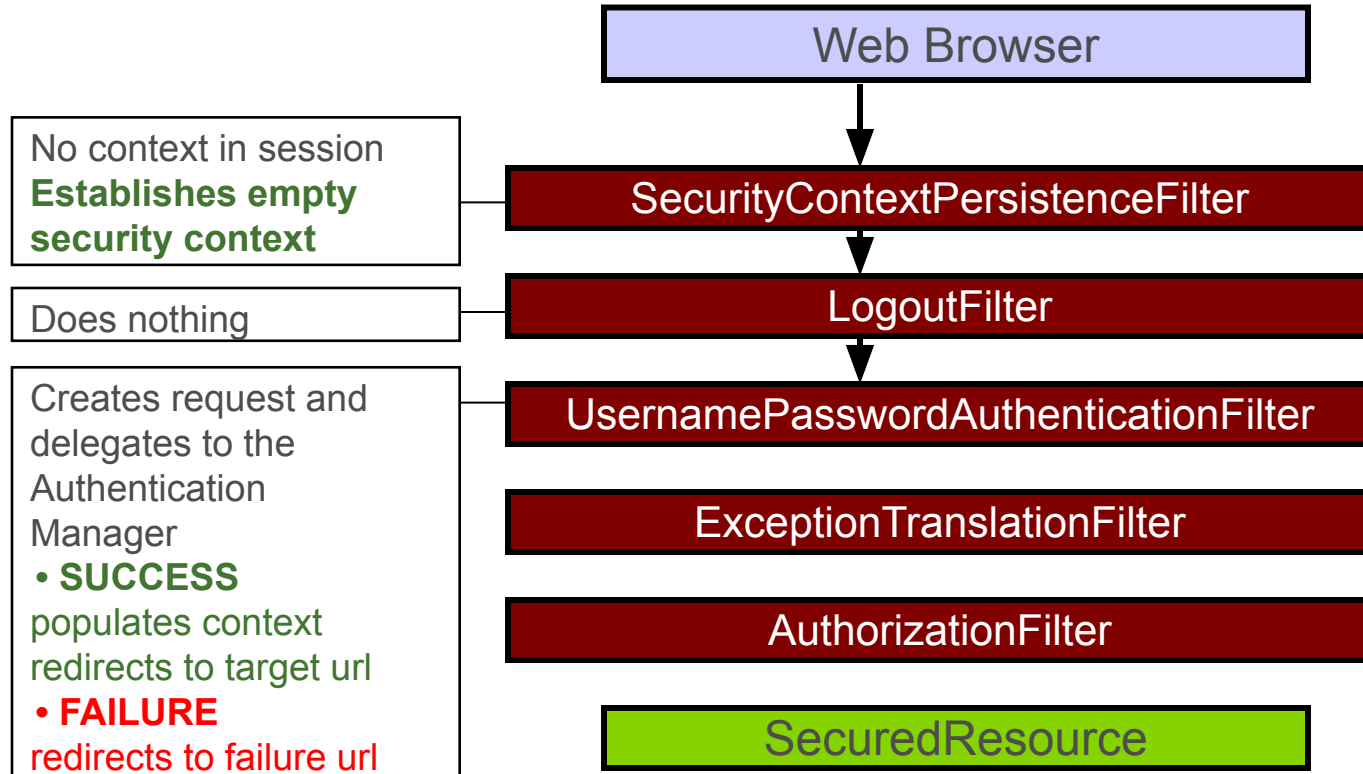 Web Browser
No context in session
Establishes empty
security context
SecurityContextPersistenceFilter
Does nothing
LogoutFilter
Creates request and
delegates to the
Authentication
Manager
• SUCCESS
populates context
redirects to target url
• FAILURE
redirects to failure url
UsernamePasswordAuthenticationFilter
ExceptionTranslationFilter
AuthorizationFilter
SecuredResource